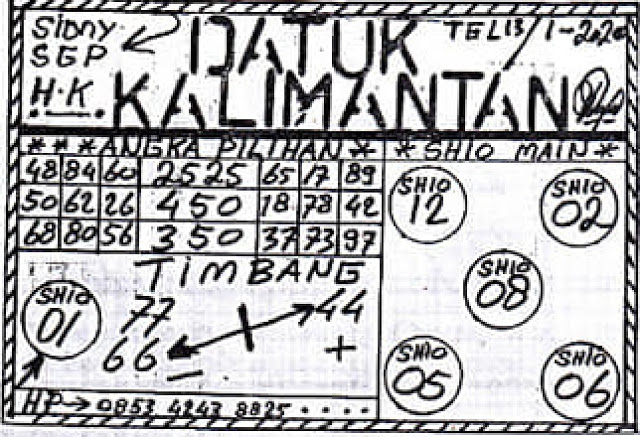 SiDNY
SGP
H.K.
DATUK
KALIMANTAN
TEL 13/1-2020
***ANGKA PILIHAN*
*SHIO MAIN*
48 84 60 2525 65 17 89
50 62 26 450 18 78 42
68 80 56 350 37 73 97
TiMBANG
SHIO
01
77
66
44
+
-
SHIO
12
SHIO
02
SHIO
08
SHIO
05
SHIO
06
HP→0853 4243 8825 ....